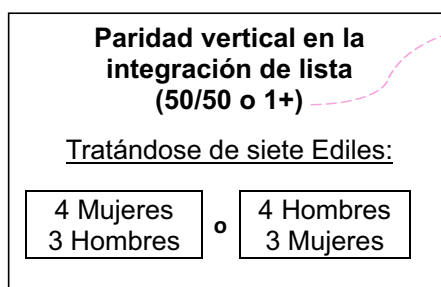 Paridad vertical en la
integración de lista
(50/50 o 1+)
Tratándose de siete Ediles:
4 Mujeres
3 Hombres
o
4 Hombres
3 Mujeres